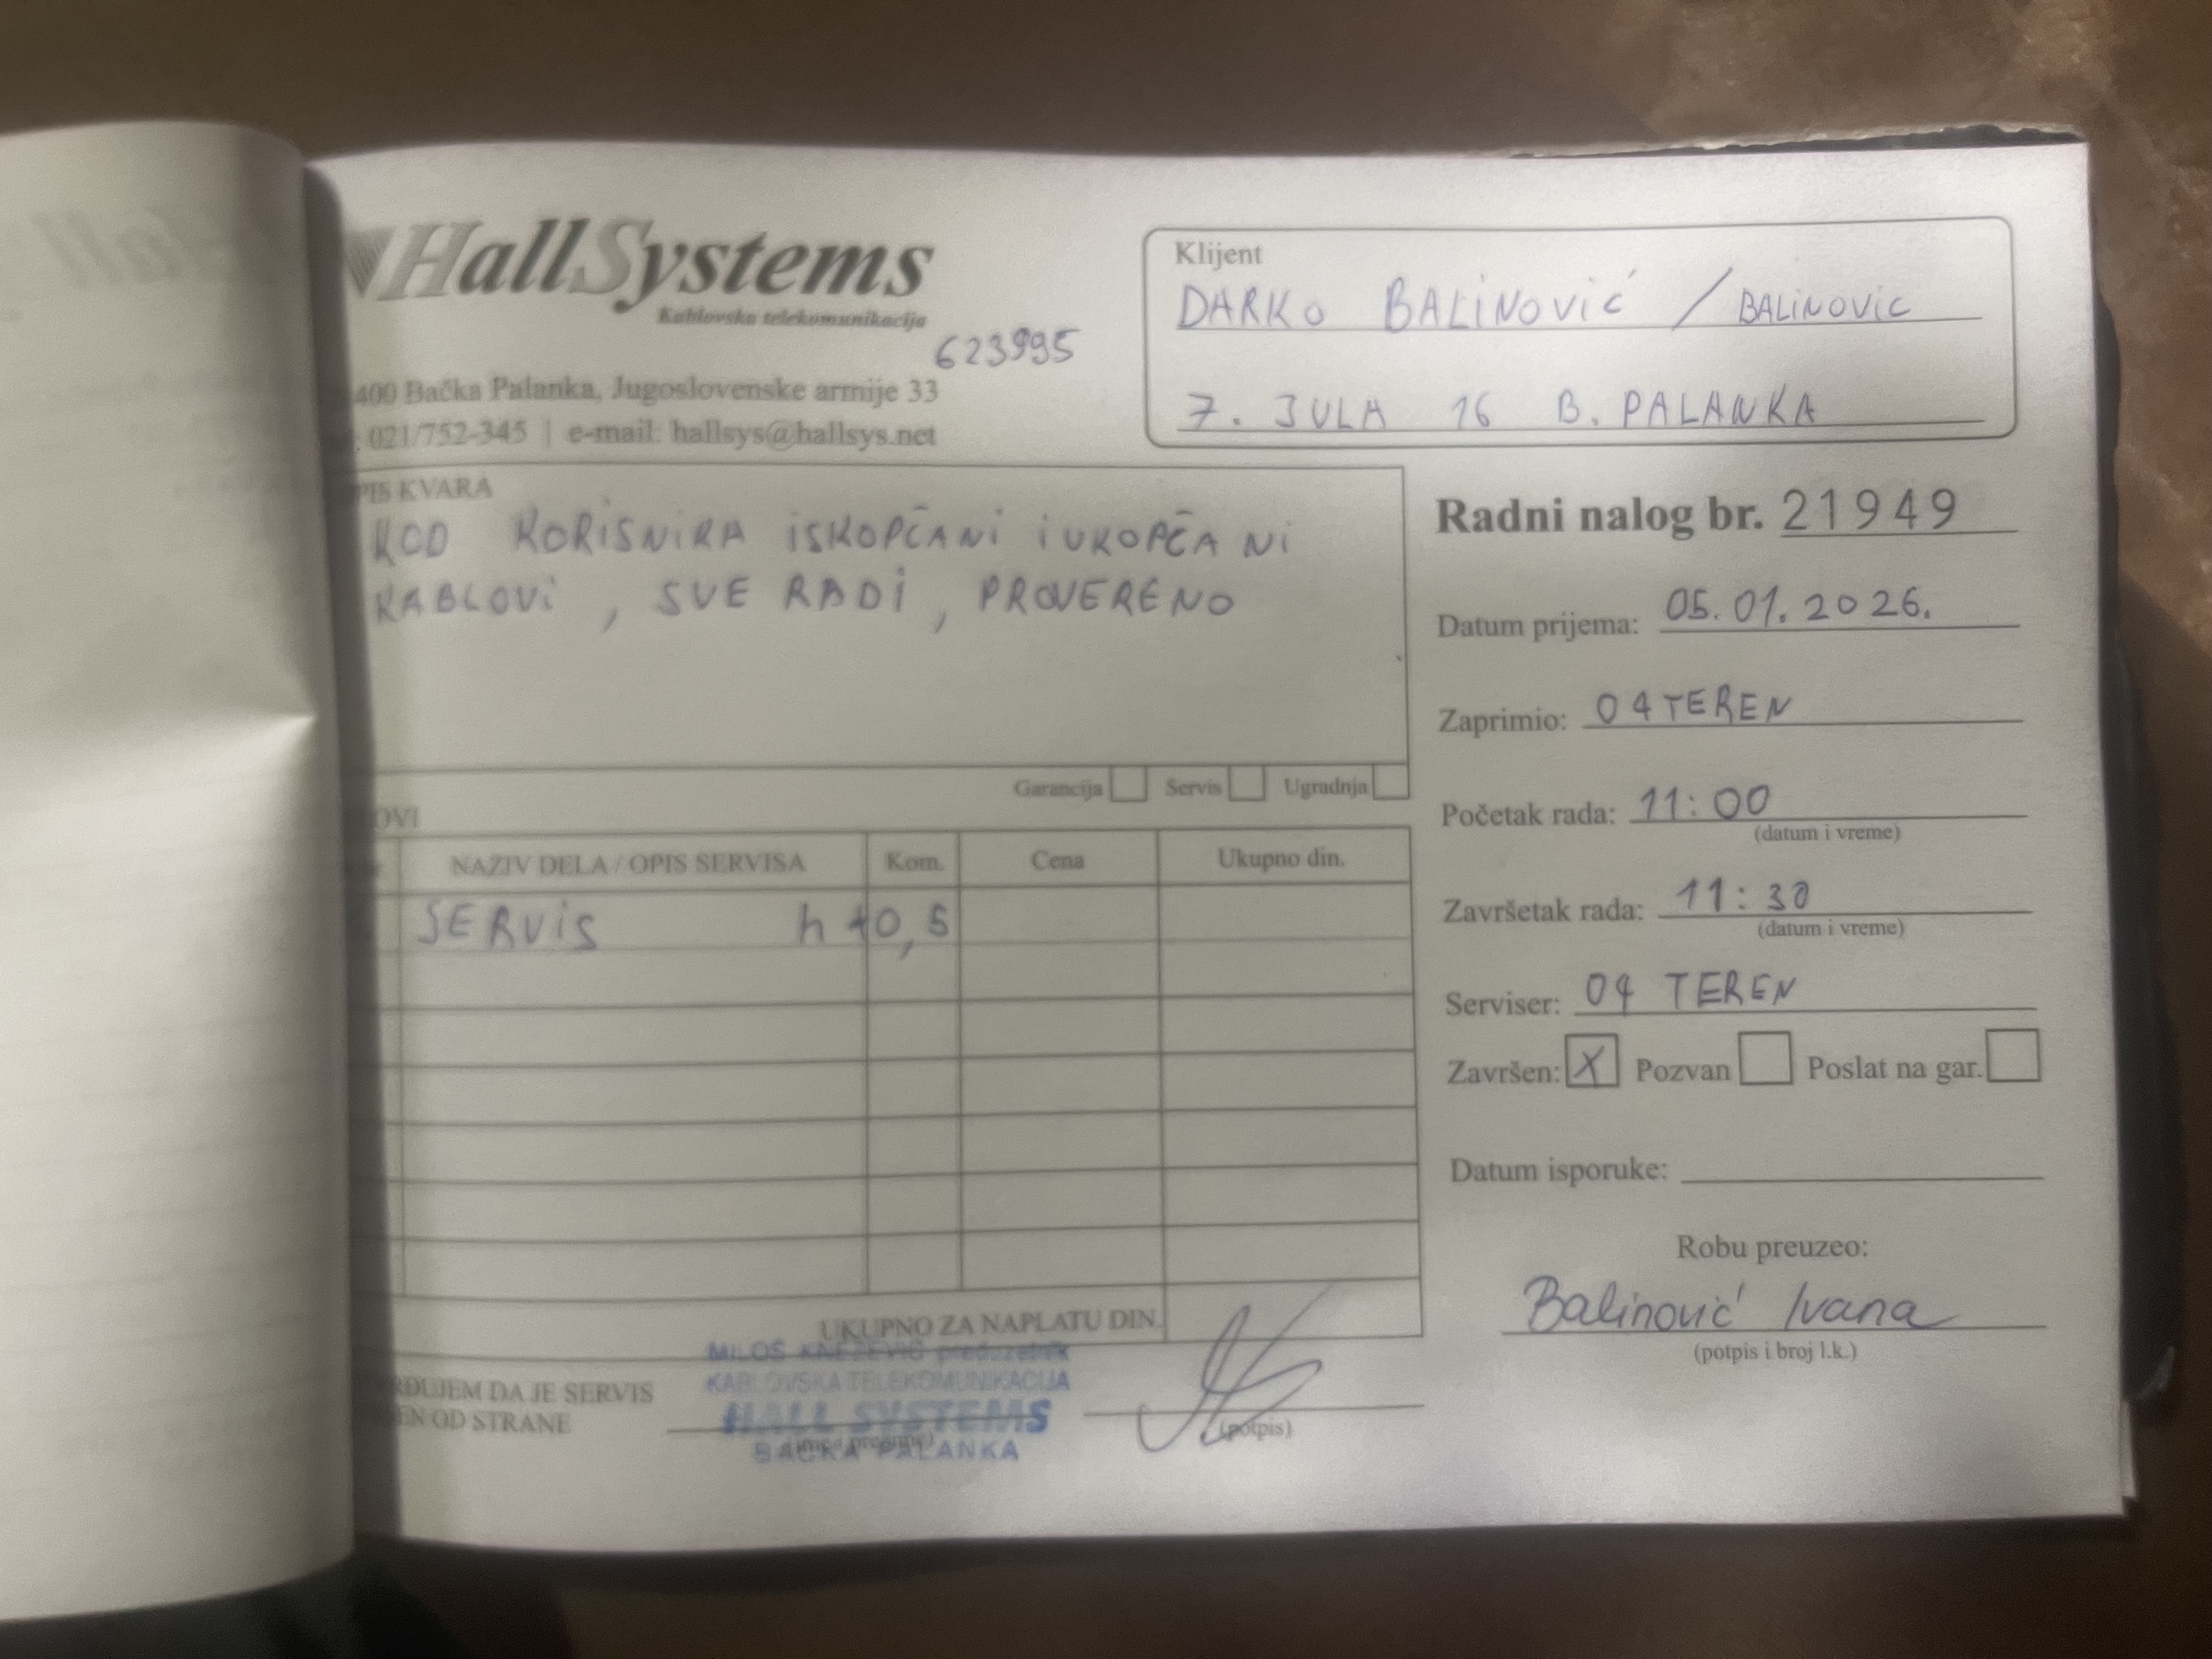 HallSystems
Kablovska telekomunikacija
623995
400 Bačka Palanka, Jugoslovenske armije 33
021/752-345 | e-mail: hallsys@hallsys.net
Klijent
DARKO BALINOVIĆ / BALINOVIC
7. JULA 16 B. PALANKA
PIS KVARA
KOD KORISNIKA ISKOPČANI I UKOPČANI
KABLOVI, SVE RADI, PROVERENO
Garancija Servis Ugradnja
OVI
NAZIV DELA / OPIS SERVISA Kom. Cena Ukupno din.
SERVIS h 0,5
UKUPNO ZA NAPLATU DIN.
RĐUJEM DA JE SERVIS
EN OD STRANE
MILOŠ KNEŽEVIĆ preduzetnik
KABLOVSKA TELEKOMUNIKACIJA
HALL SYSTEMS
BAČKA PALANKA
(potpis)
Radni nalog br. 21949
Datum prijema: 05.01.2026.
Zaprimio: 04 TEREN
Početak rada: 11:00
(datum i vreme)
Završetak rada: 11:30
(datum i vreme)
Serviser: 04 TEREN
Završen: X Pozvan Poslat na gar.
Datum isporuke:
Robu preuzeo:
Balinović Ivana
(potpis i broj l.k.)